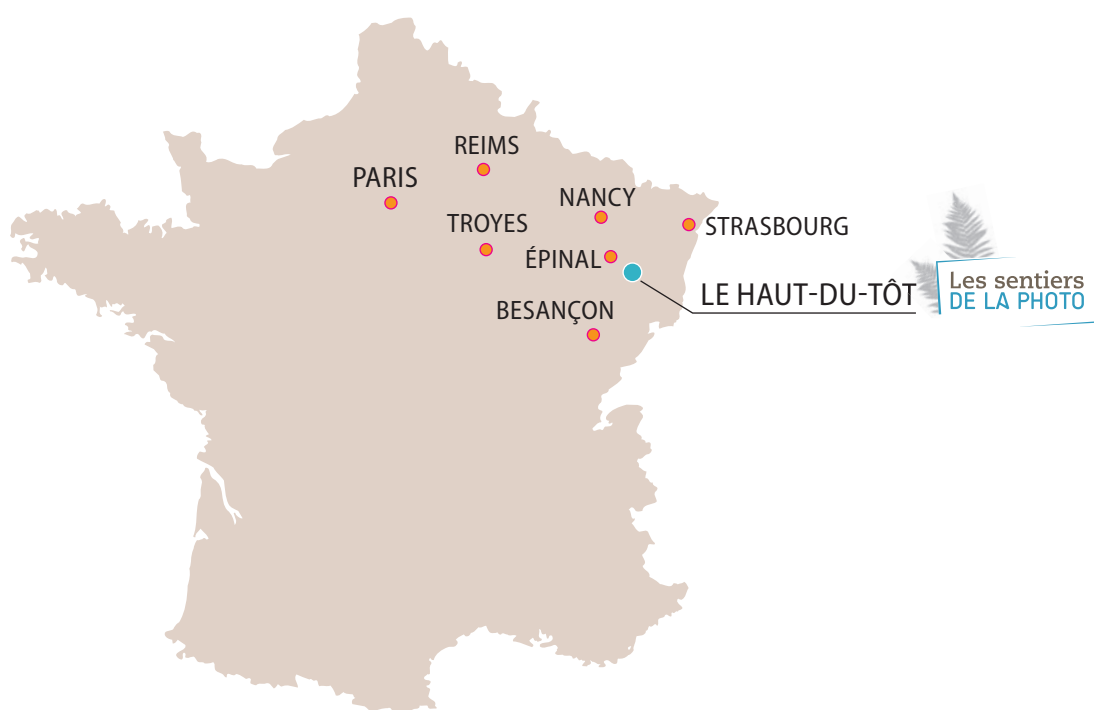 REIMS
PARIS
NANCY
TROYES
STRASBOURG
ÉPINAL
LE HAUT-DU-TÔT
Les sentiers
DE LA PHOTO
BESANÇON